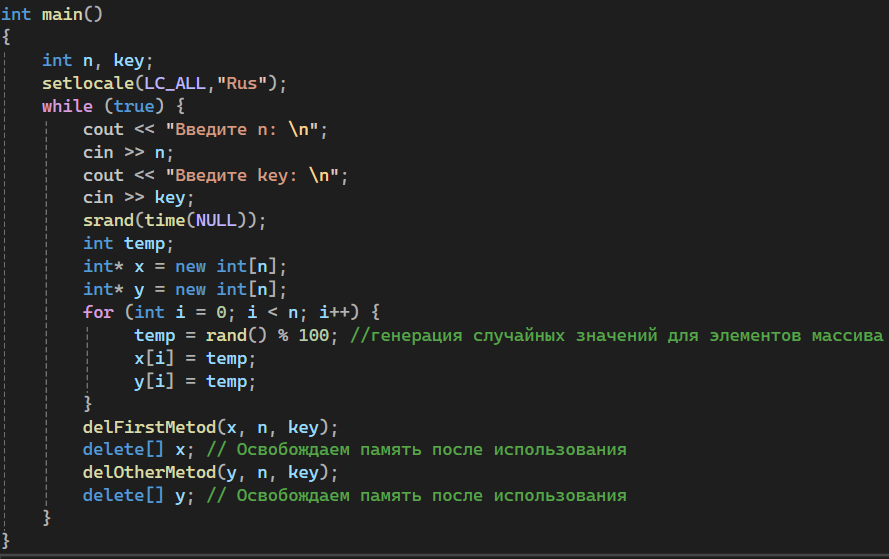 int main()
{
    int n, key;
    setlocale(LC_ALL,"Rus");
    while (true) {
        cout << "Введите n: \n";
        cin >> n;
        cout << "Введите key: \n";
        cin >> key;
        srand(time(NULL));
        int temp;
        int* x = new int[n];
        int* y = new int[n];
        for (int i = 0; i < n; i++) {
            temp = rand() % 100; //генерация случайных значений для элементов массива
            x[i] = temp;
            y[i] = temp;
        }
        delFirstMetod(x, n, key);
        delete[] x; // Освобождаем память после использования
        delOtherMetod(y, n, key);
        delete[] y; // Освобождаем память после использования
    }
}